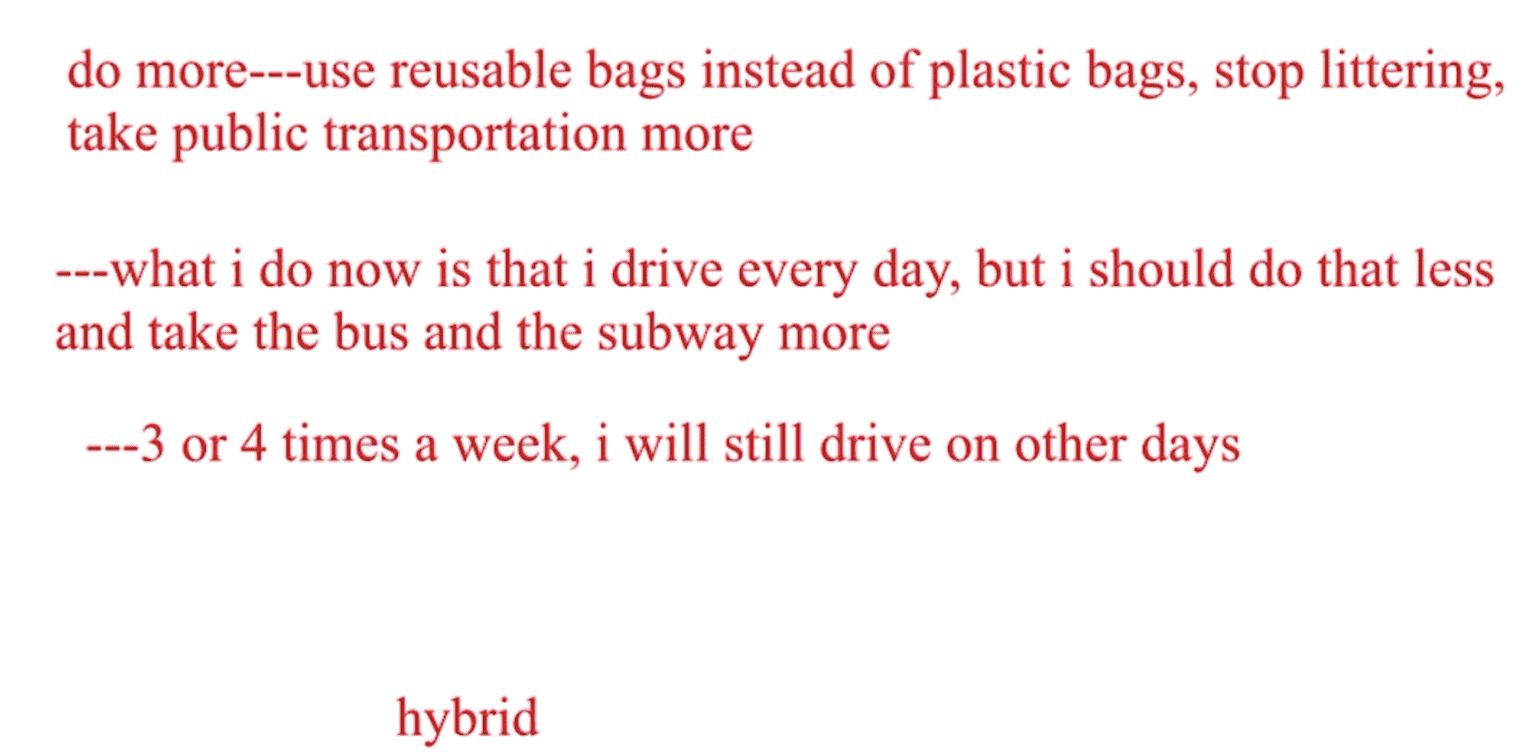 do more---use reusable bags instead of plastic bags, stop littering,
take public transportation more
---what i do now is that i drive every day, but i should do that less
and take the bus and the subway more
---3 or 4 times a week, i will still drive on other days
hybrid